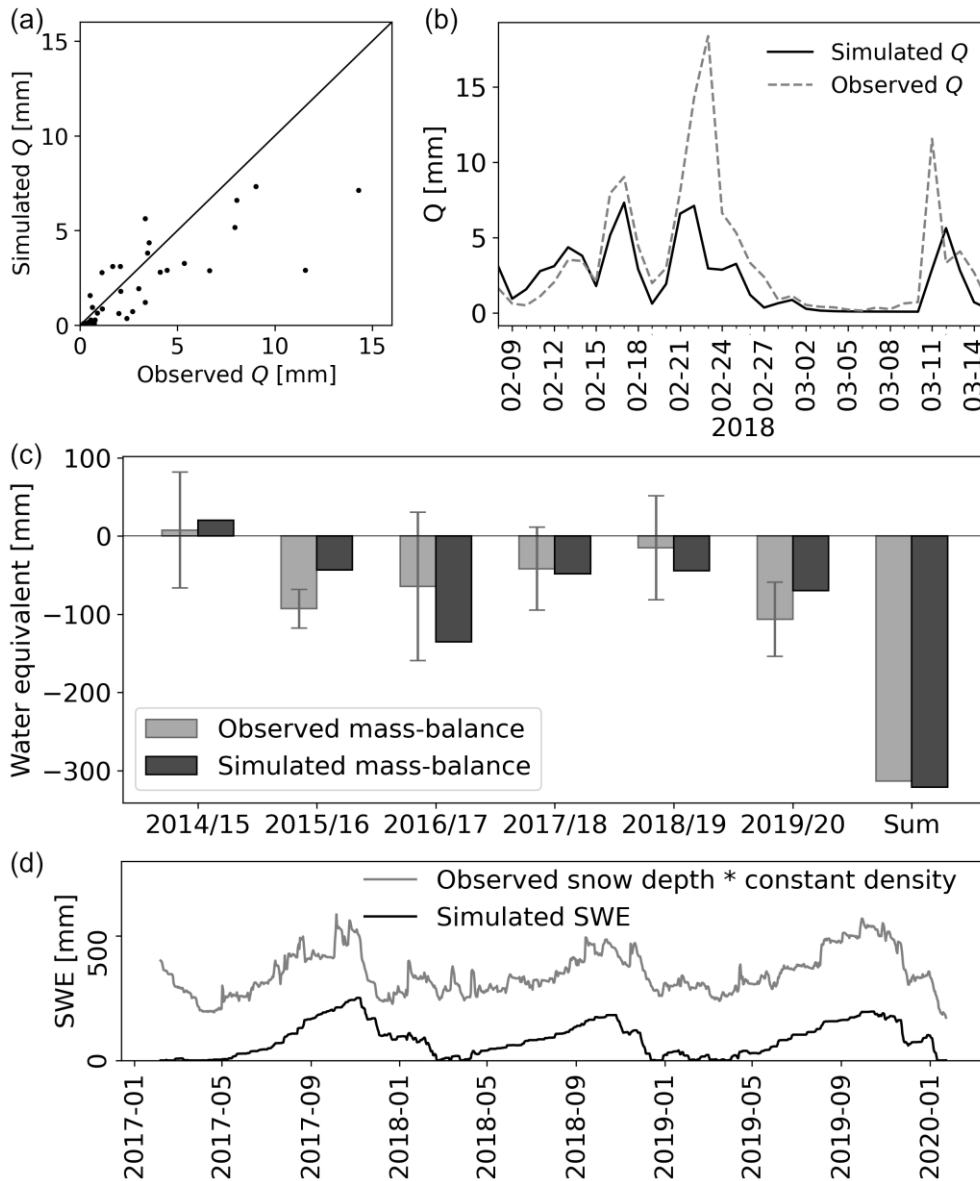 (a)
15
10
5
0
Simulated Q [mm]
0 5 10 15
Observed Q [mm]
(b)
Simulated Q
Observed Q
15
10
5
0
Q [mm]
02-09 02-12 02-15 02-18 02-21 02-24 02-27 03-02 03-05 03-08 03-11 03-14
2018
(c)
100
0
−100
−200
−300
Water equivalent [mm]
Observed mass-balance
Simulated mass-balance
2014/15 2015/16 2016/17 2017/18 2018/19 2019/20 Sum
(d)
Observed snow depth * constant density
Simulated SWE
500
0
SWE [mm]
2017-01 2017-05 2017-09 2018-01 2018-05 2018-09 2019-01 2019-05 2019-09 2020-01